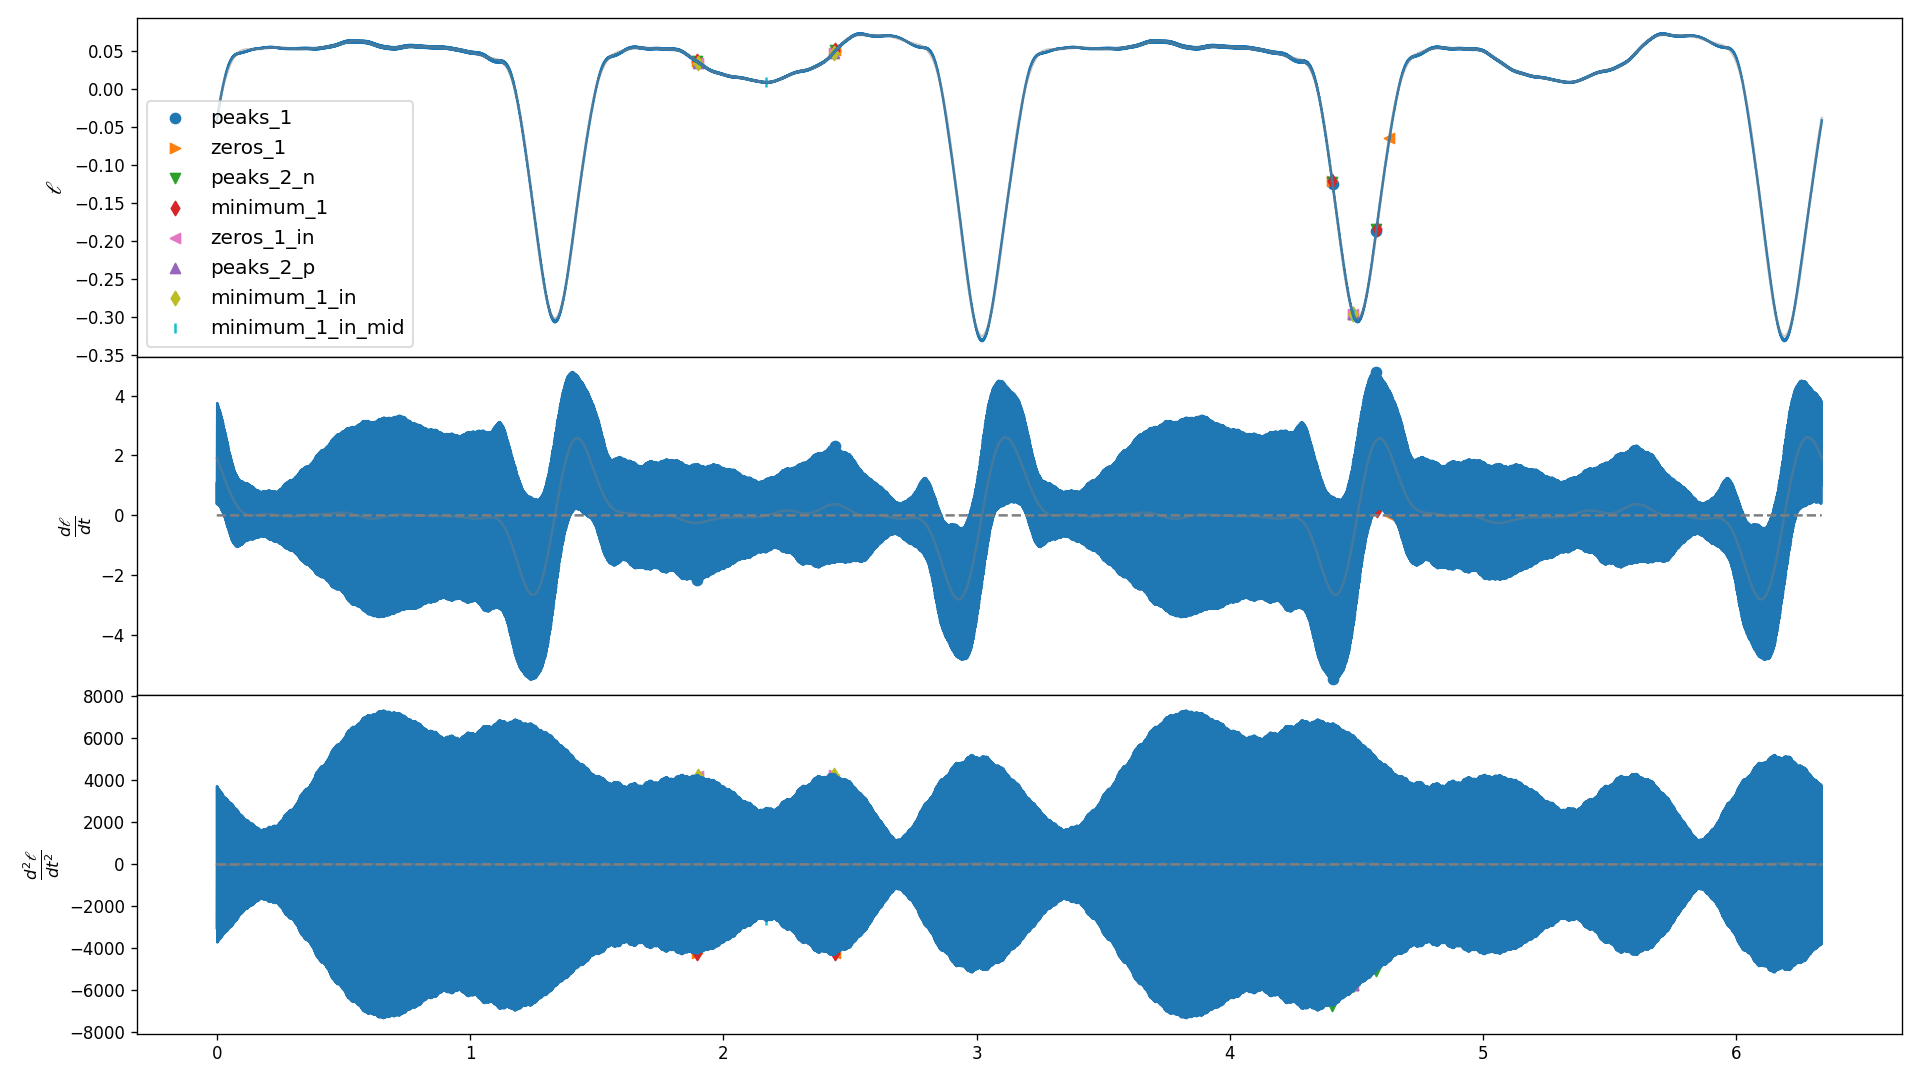 0.05
0.00
−0.05
−0.10
−0.15
−0.20
−0.25
−0.30
−0.35
ℓ
peaks_1
zeros_1
peaks_2_n
minimum_1
zeros_1_in
peaks_2_p
minimum_1_in
minimum_1_in_mid
4
2
0
−2
−4
dℓ
dt
8000
6000
4000
2000
0
−2000
−4000
−6000
−8000
d²ℓ
dt²
0 1 2 3 4 5 6